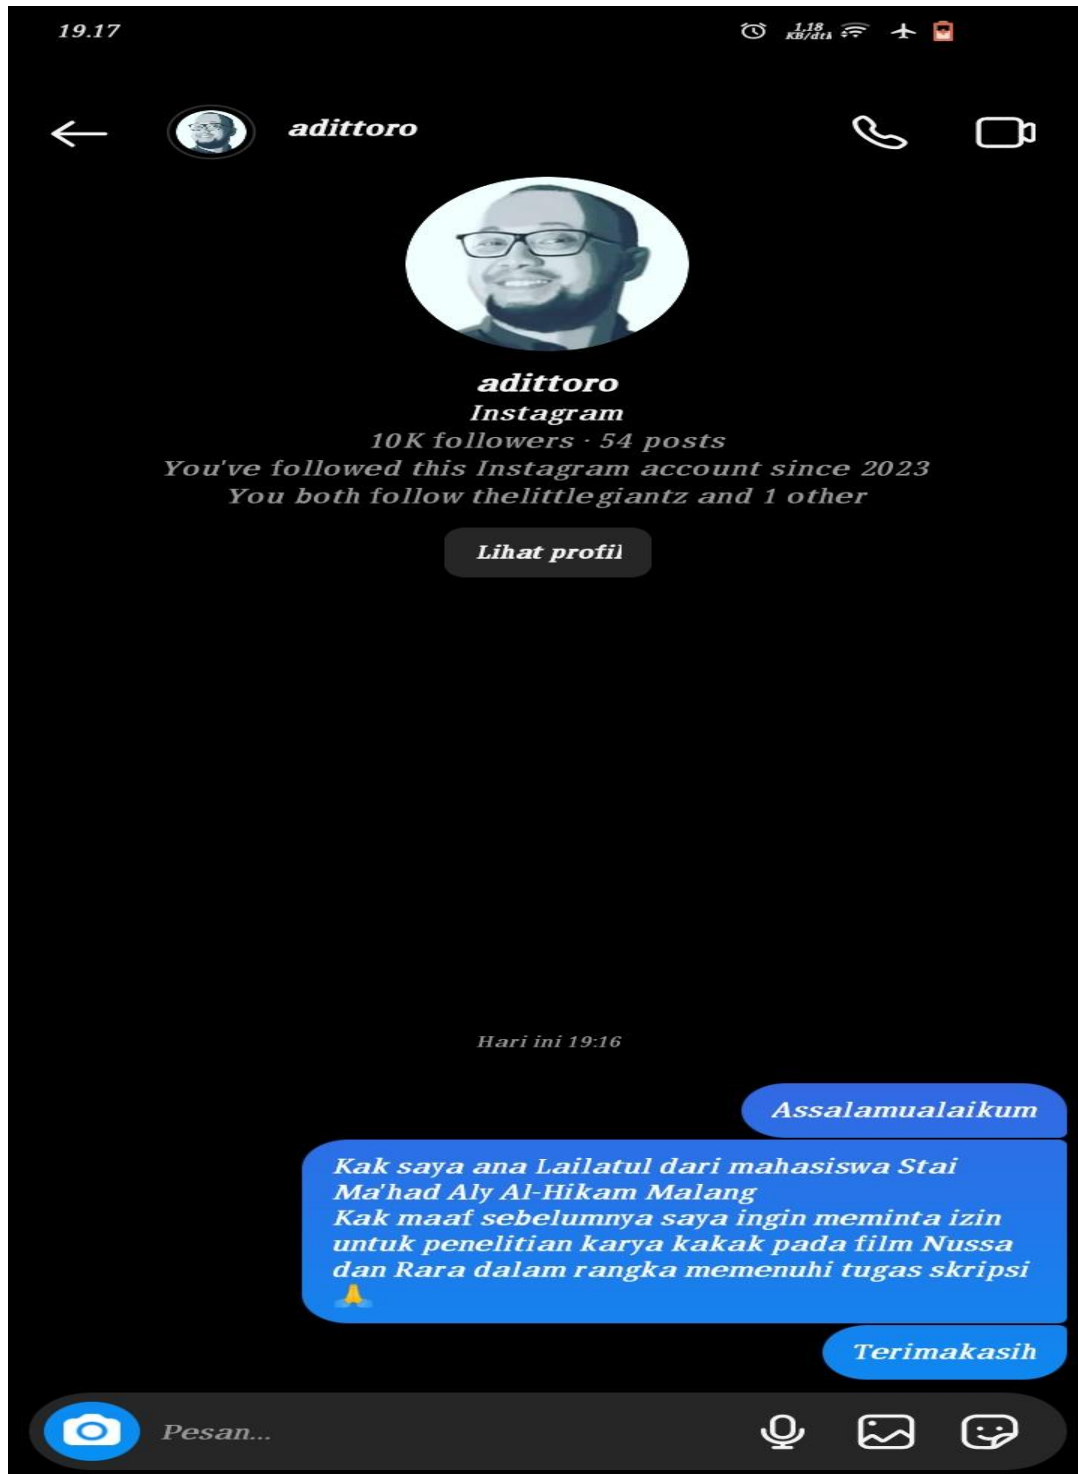 19.17
1,18
KB/dtk
adittoro
adittoro
Instagram
10K followers · 54 posts
You've followed this Instagram account since 2023
You both follow thelittlegiantz and 1 other
Lihat profil
Hari ini 19:16
Assalamualaikum
Kak saya ana Lailatul dari mahasiswa Stai
Ma'had Aly Al-Hikam Malang
Kak maaf sebelumnya saya ingin meminta izin
untuk penelitian karya kakak pada film Nussa
dan Rara dalam rangka memenuhi tugas skripsi
🙏
Terimakasih
Pesan...